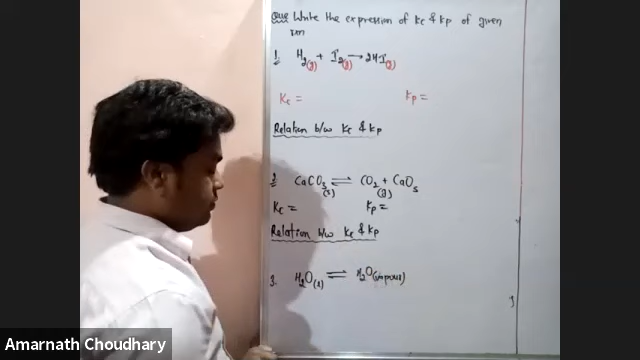 Que Write the expression of Kc & Kp of given
rxn
1. H2(g) + I2(g) → 2HI(g)
Kc = Kp =
Relation b/w Kc & Kp
2. CaCO3(s) ⇌ CO2(g) + CaO(s)
Kc = Kp =
Relation b/w Kc & Kp
3. H2O(l) ⇌ H2O(vapour)
Amarnath Choudhary